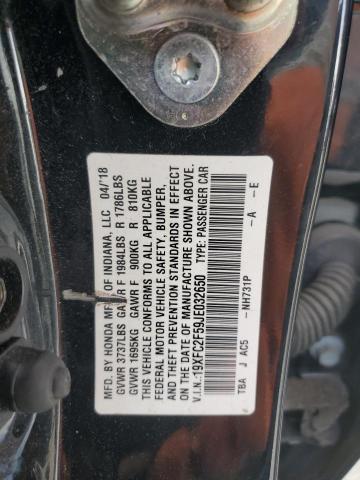 MFD. BY HONDA MFG. OF INDIANA, LLC 04/'18
GVWR 3737LBS GAWR F 1984LBS R 1786LBS
GVWR 1695KG GAWR F 900KG R 810KG
THIS VEHICLE CONFORMS TO ALL APPLICABLE
FEDERAL MOTOR VEHICLE SAFETY, BUMPER,
AND THEFT PREVENTION STANDARDS IN EFFECT
ON THE DATE OF MANUFACTURE SHOWN ABOVE.
V.I.N.:19XFC2F59JE032650 TYPE: PASSENGER CAR
NH731P
TBA J AC5 -A -E